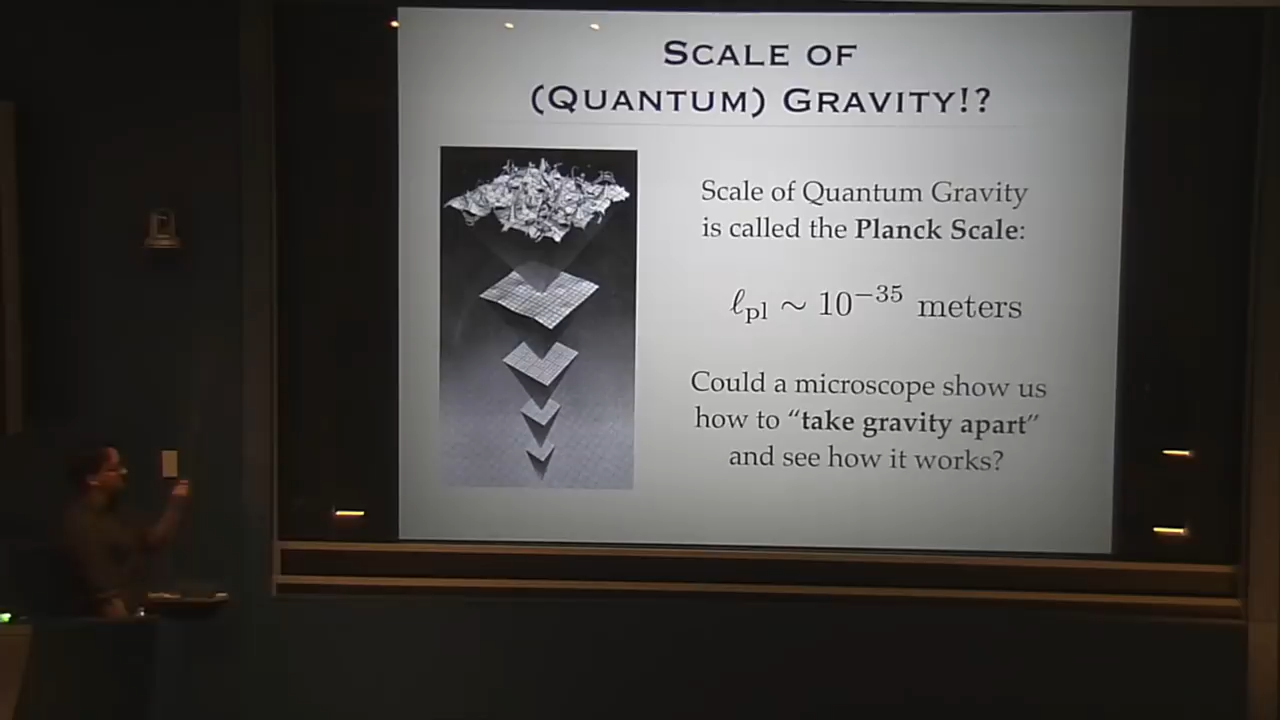 SCALE OF
(QUANTUM) GRAVITY!?
Scale of Quantum Gravity
is called the Planck Scale:
ℓpl ∼ 10⁻³⁵ meters
Could a microscope show us
how to “take gravity apart”
and see how it works?